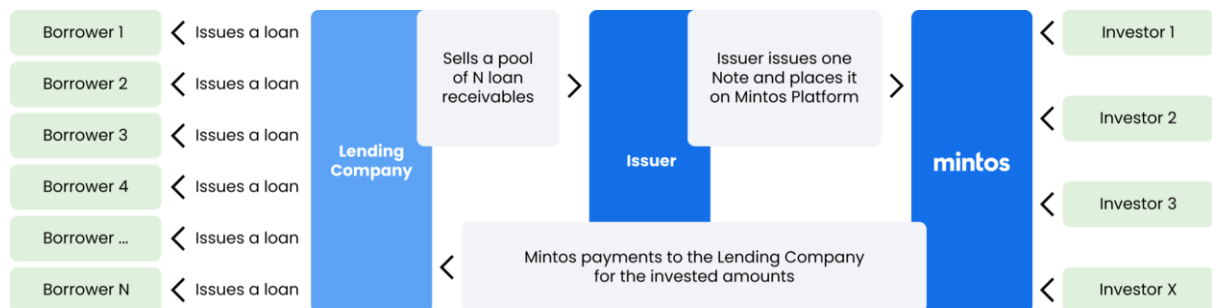 Borrower 1
Issues a loan
Borrower 2
Issues a loan
Borrower 3
Issues a loan
Borrower 4
Issues a loan
Borrower ...
Issues a loan
Borrower N
Issues a loan
Lending
Company
Sells a pool
of N loan
receivables
Issuer
Issuer issues one
Note and places it
on Mintos Platform
mintos
Mintos payments to the Lending Company
for the invested amounts
Investor 1
Investor 2
Investor 3
Investor X